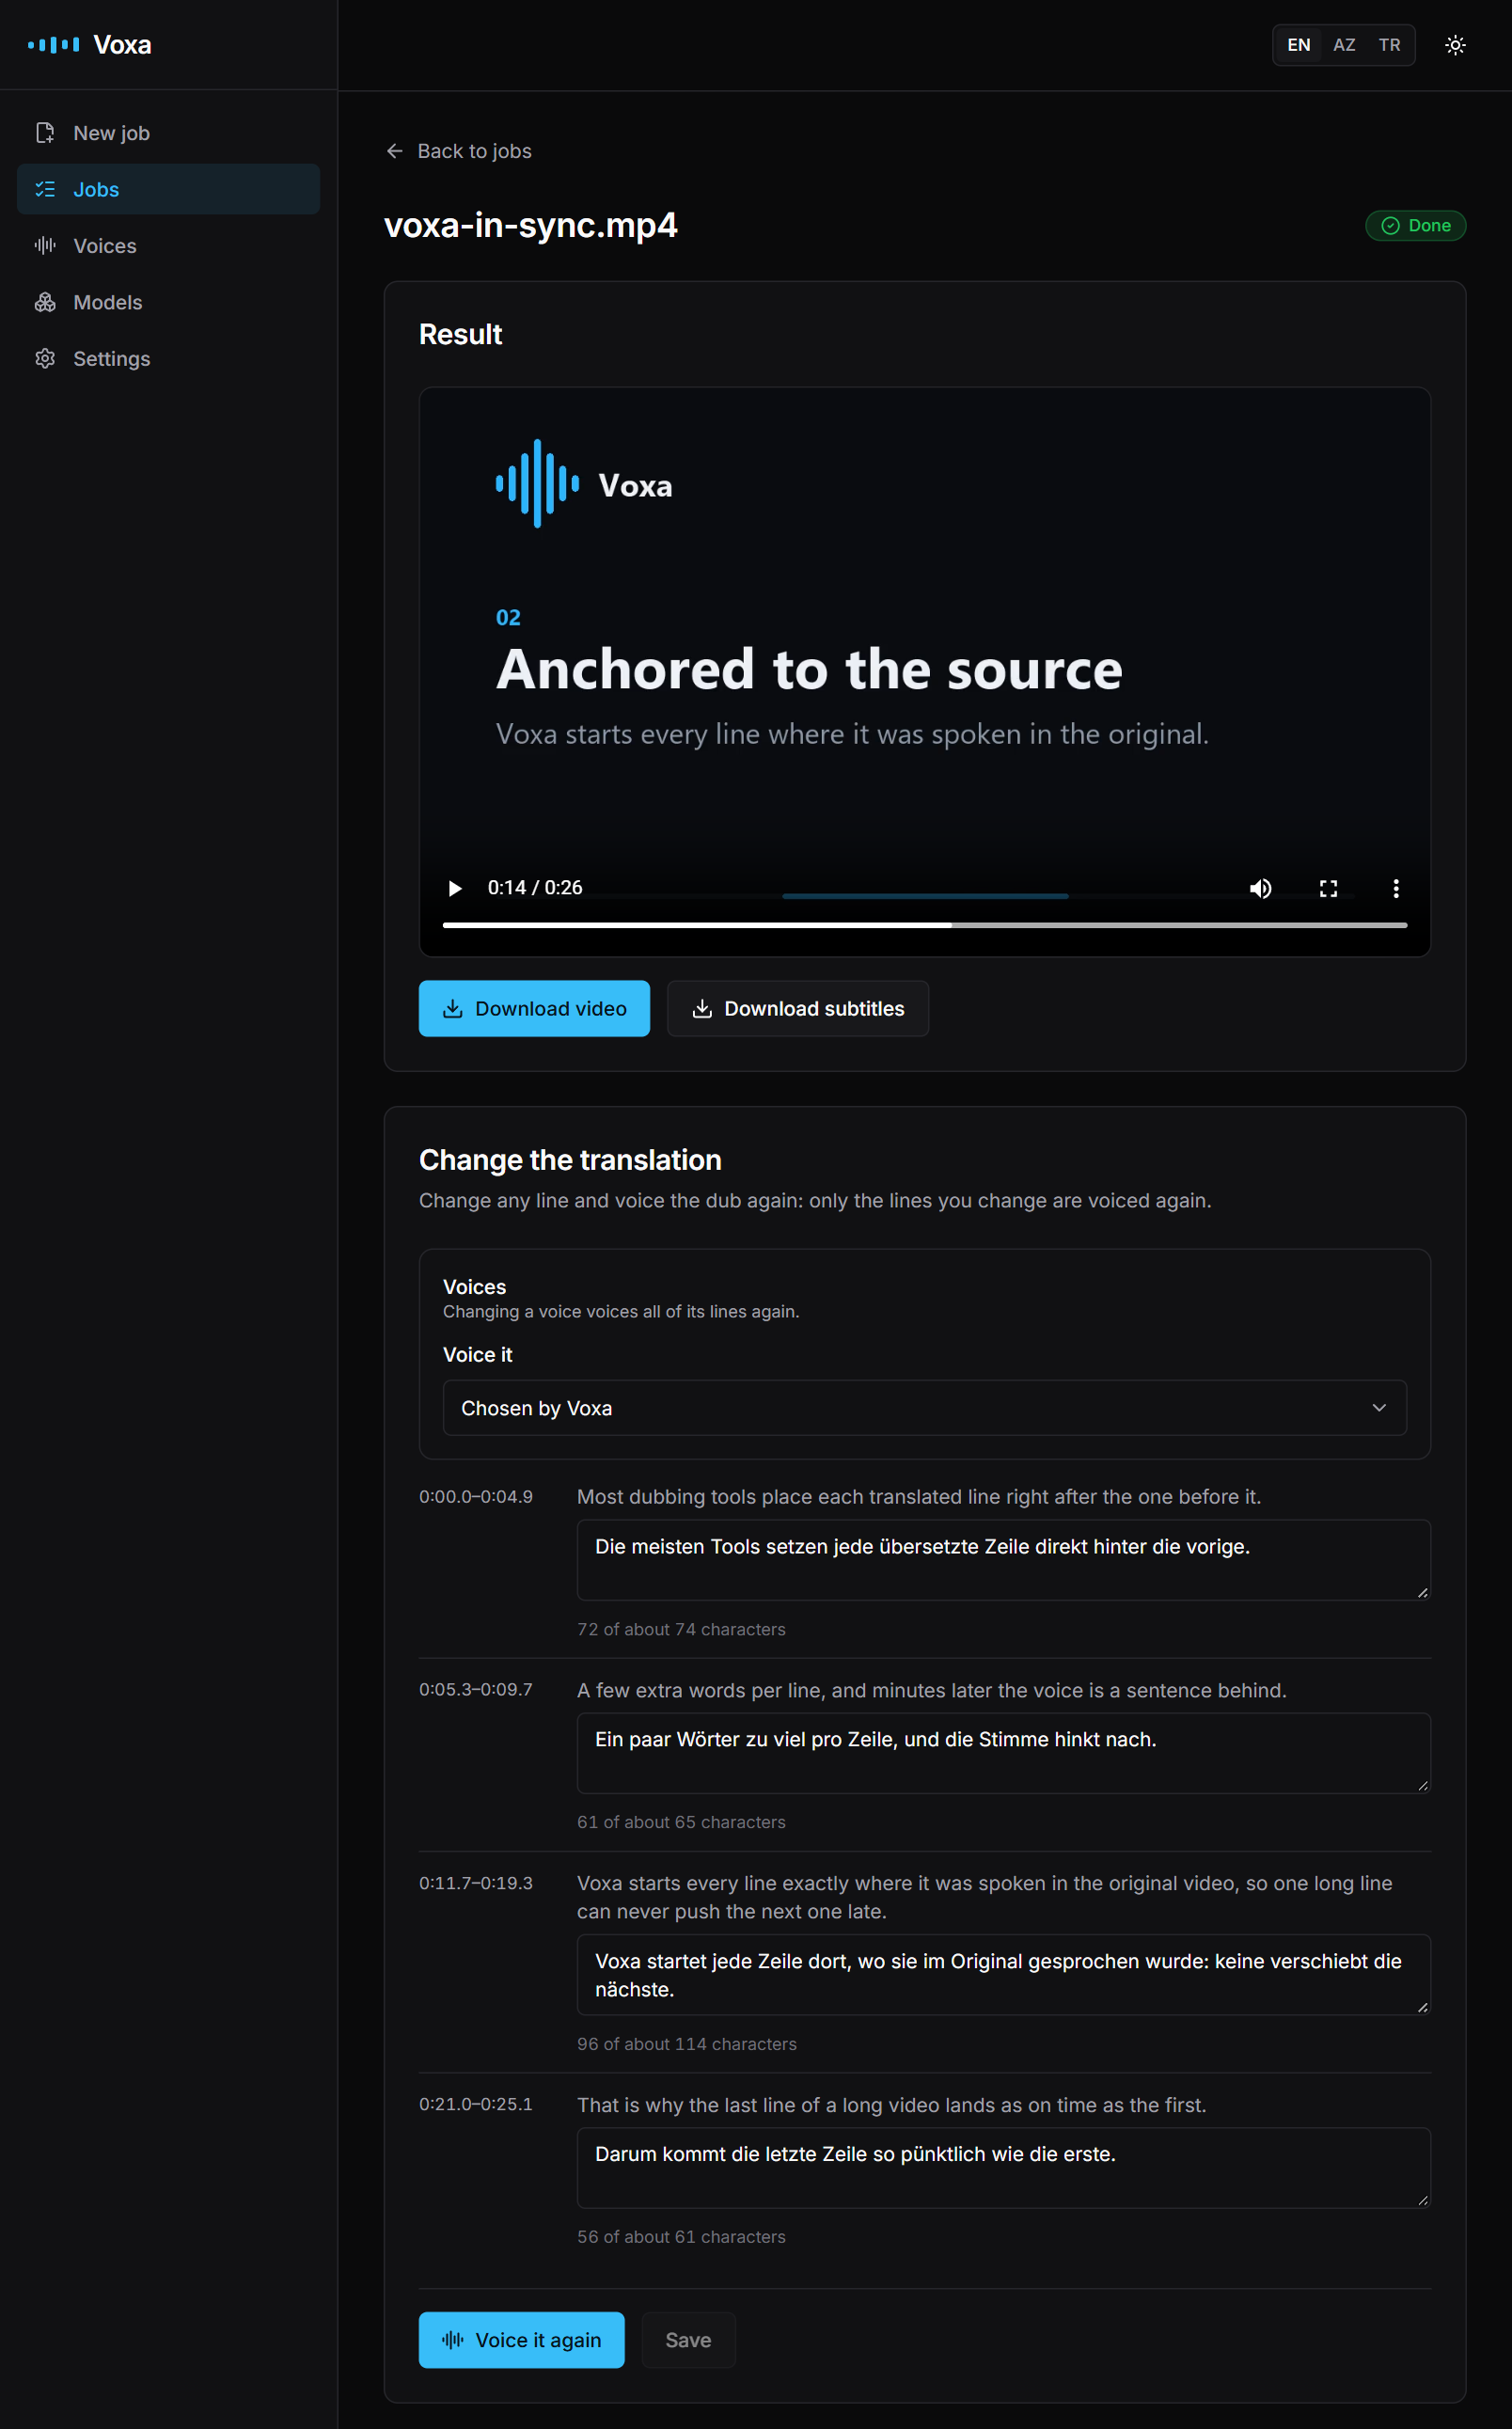 Voxa
EN AZ TR
New job
Jobs
Voices
Models
Settings
Back to jobs
voxa-in-sync.mp4
Done
Result
Voxa
02
Anchored to the source
Voxa starts every line where it was spoken in the original.
0:14 / 0:26
Download video
Download subtitles
Change the translation
Change any line and voice the dub again: only the lines you change are voiced again.
Voices
Changing a voice voices all of its lines again.
Voice it
Chosen by Voxa
0:00.0–0:04.9
Most dubbing tools place each translated line right after the one before it.
Die meisten Tools setzen jede übersetzte Zeile direkt hinter die vorige.
72 of about 74 characters
0:05.3–0:09.7
A few extra words per line, and minutes later the voice is a sentence behind.
Ein paar Wörter zu viel pro Zeile, und die Stimme hinkt nach.
61 of about 65 characters
0:11.7–0:19.3
Voxa starts every line exactly where it was spoken in the original video, so one long line
can never push the next one late.
Voxa startet jede Zeile dort, wo sie im Original gesprochen wurde: keine verschiebt die
nächste.
96 of about 114 characters
0:21.0–0:25.1
That is why the last line of a long video lands as on time as the first.
Darum kommt die letzte Zeile so pünktlich wie die erste.
56 of about 61 characters
Voice it again
Save